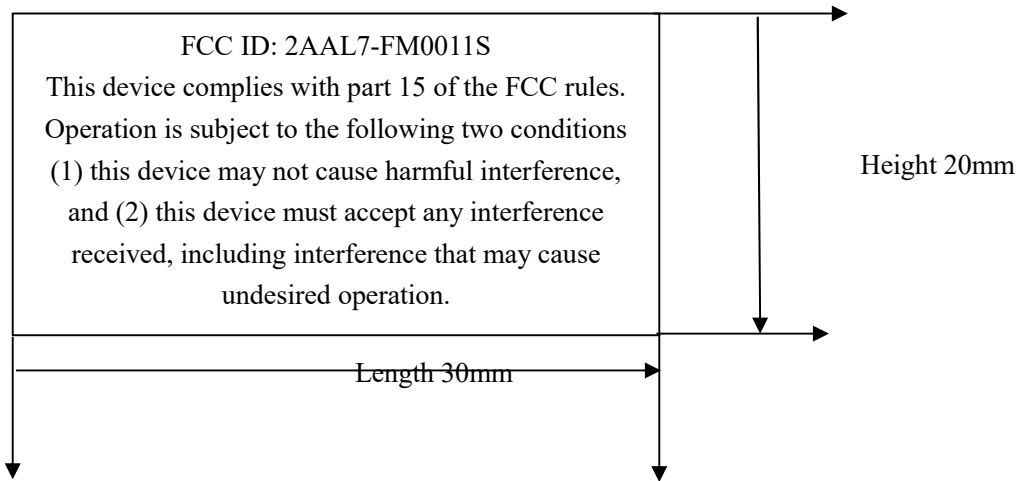 FCC ID: 2AAL7-FM0011S
This device complies with part 15 of the FCC rules.
Operation is subject to the following two conditions
(1) this device may not cause harmful interference,
and (2) this device must accept any interference
received, including interference that may cause
undesired operation.
Height 20mm
Length 30mm